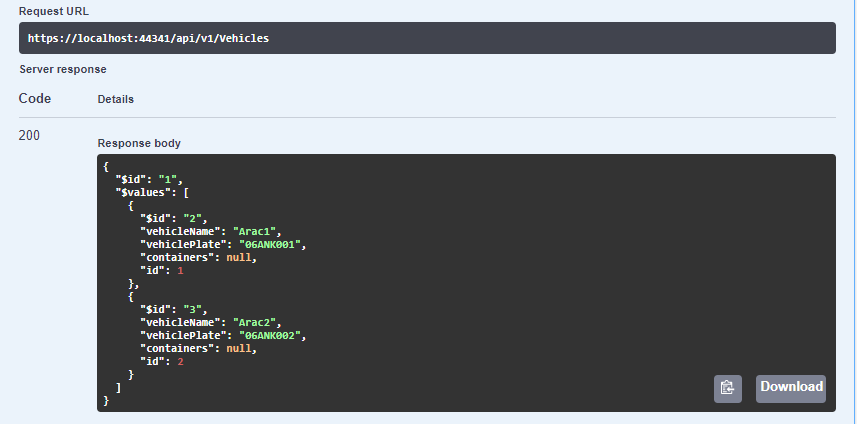 Request URL
https://localhost:44341/api/v1/Vehicles
Server response
Code Details
200
Response body
{
  "$id": "1",
  "$values": [
    {
      "$id": "2",
      "vehicleName": "Arac1",
      "vehiclePlate": "06ANK001",
      "containers": null,
      "id": 1
    },
    {
      "$id": "3",
      "vehicleName": "Arac2",
      "vehiclePlate": "06ANK002",
      "containers": null,
      "id": 2
    }
  ]
}
Download